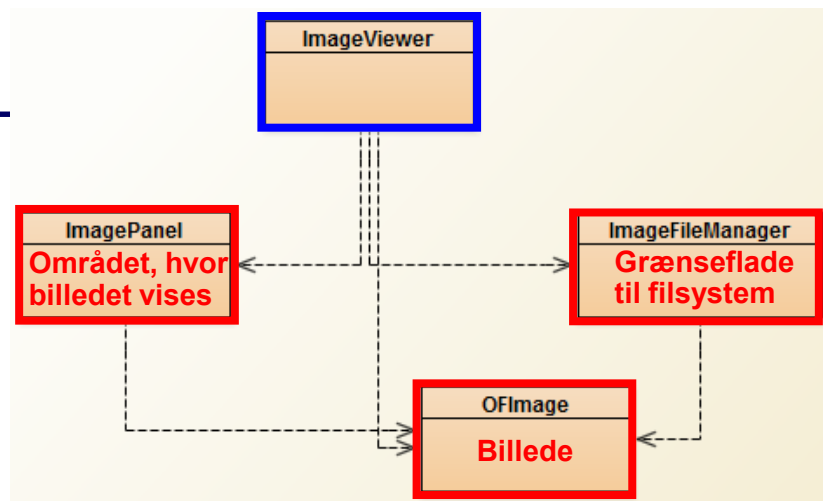 ImageViewer
ImagePanel
Området, hvor
billedet vises
ImageFileManager
Grænseflade
til filsystem
OFImage
Billede